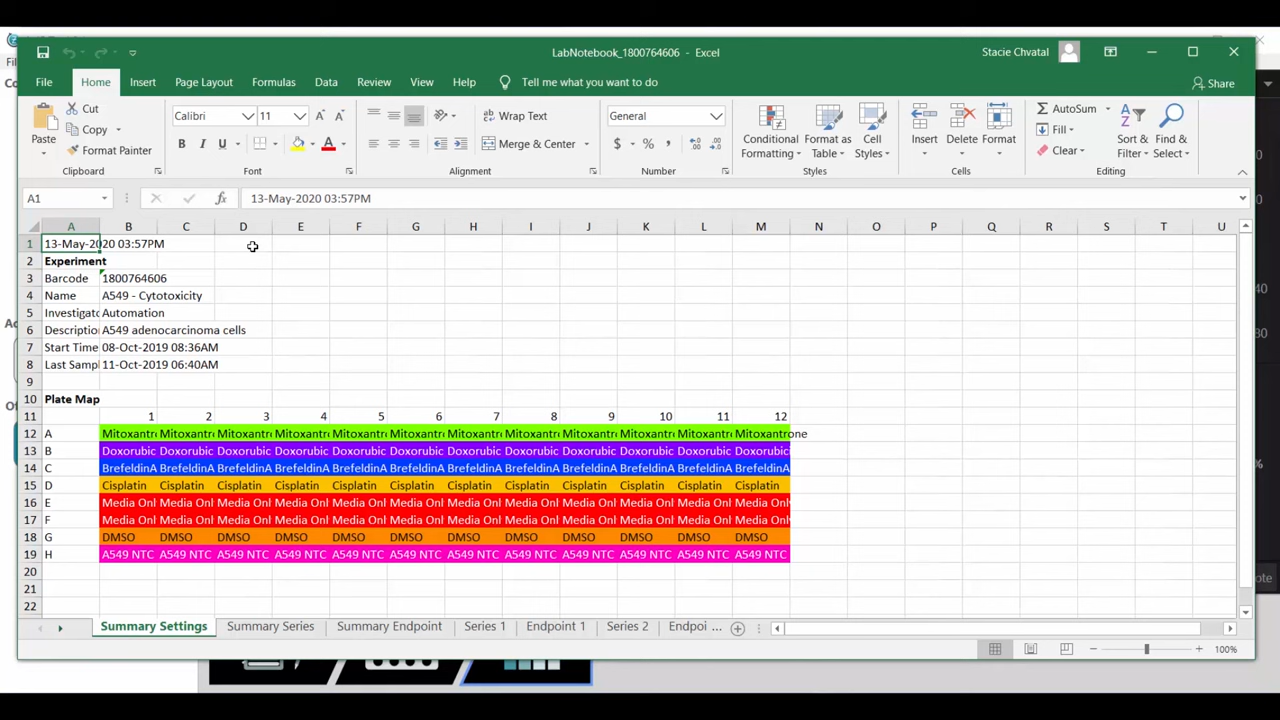 LabNotebook_1800764606 - Excel
Stacie Chvatal
File Home Insert Page Layout Formulas Data Review View Help Tell me what you want to do
Share
Paste
Cut
Copy
Format Painter
Clipboard
Calibri 11
B I U
Font
Wrap Text
Merge & Center
Alignment
General
$ % ,
Number
Conditional Formatting
Format as Table
Cell Styles
Styles
Insert Delete Format
Cells
AutoSum
Fill
Clear
Sort & Filter
Find & Select
Editing
A1 fx 13-May-2020 03:57PM
A B C D E F G H I J K L M N O P Q R S T U
1 13-May-2020 03:57PM
2 Experiment
3 Barcode 1800764606
4 Name A549 - Cytotoxicity
5 Investigato Automation
6 Description A549 adenocarcinoma cells
7 Start Time 08-Oct-2019 08:36AM
8 Last Sampl 11-Oct-2019 06:40AM
9
10 Plate Map
11 1 2 3 4 5 6 7 8 9 10 11 12
12 A Mitoxantr Mitoxantr Mitoxantr Mitoxantr Mitoxantr Mitoxantr Mitoxantr Mitoxantr Mitoxantr Mitoxantr Mitoxantr Mitoxantrone
13 B Doxorubic Doxorubic Doxorubic Doxorubic Doxorubic Doxorubic Doxorubic Doxorubic Doxorubic Doxorubic Doxorubic Doxorubici
14 C BrefeldinA BrefeldinA BrefeldinA BrefeldinA BrefeldinA BrefeldinA BrefeldinA BrefeldinA BrefeldinA BrefeldinA BrefeldinA BrefeldinA
15 D Cisplatin Cisplatin Cisplatin Cisplatin Cisplatin Cisplatin Cisplatin Cisplatin Cisplatin Cisplatin Cisplatin Cisplatin
16 E Media Onl Media Onl Media Onl Media Onl Media Onl Media Onl Media Onl Media Onl Media Onl Media Onl Media Onl Media Only
17 F Media Onl Media Onl Media Onl Media Onl Media Onl Media Onl Media Onl Media Onl Media Onl Media Onl Media Onl Media Only
18 G DMSO DMSO DMSO DMSO DMSO DMSO DMSO DMSO DMSO DMSO DMSO DMSO
19 H A549 NTC A549 NTC A549 NTC A549 NTC A549 NTC A549 NTC A549 NTC A549 NTC A549 NTC A549 NTC A549 NTC A549 NTC
20
21
22
Summary Settings Summary Series Summary Endpoint Series 1 Endpoint 1 Series 2 Endpoi ...
100%